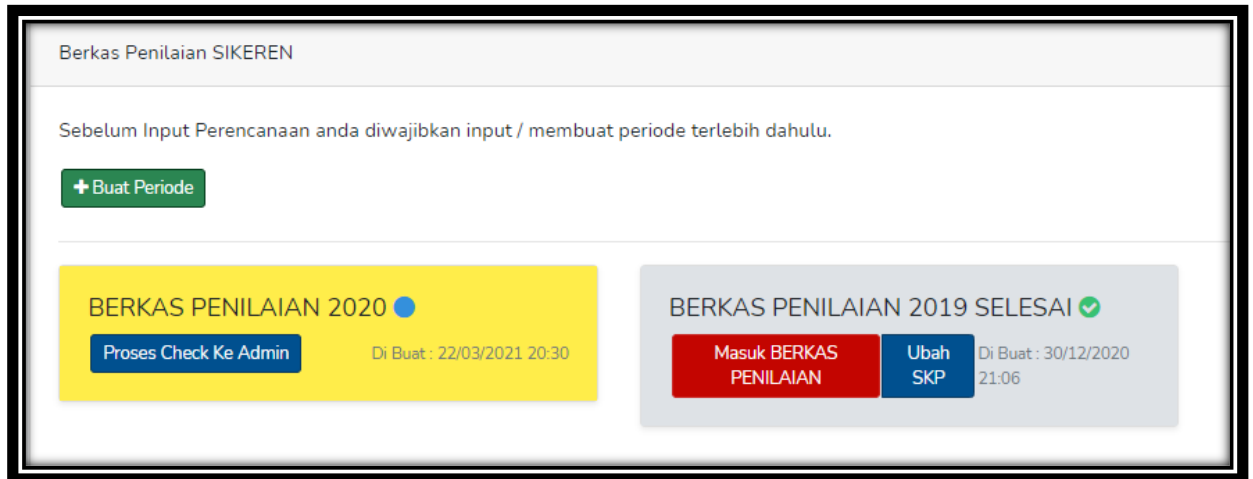 Berkas Penilaian SIKEREN
Sebelum Input Perencanaan anda diwajibkan input / membuat periode terlebih dahulu.
+ Buat Periode
BERKAS PENILAIAN 2020
Proses Check Ke Admin
Di Buat : 22/03/2021 20:30
BERKAS PENILAIAN 2019 SELESAI
Masuk BERKAS
PENILAIAN
Ubah
SKP
Di Buat : 30/12/2020
21:06